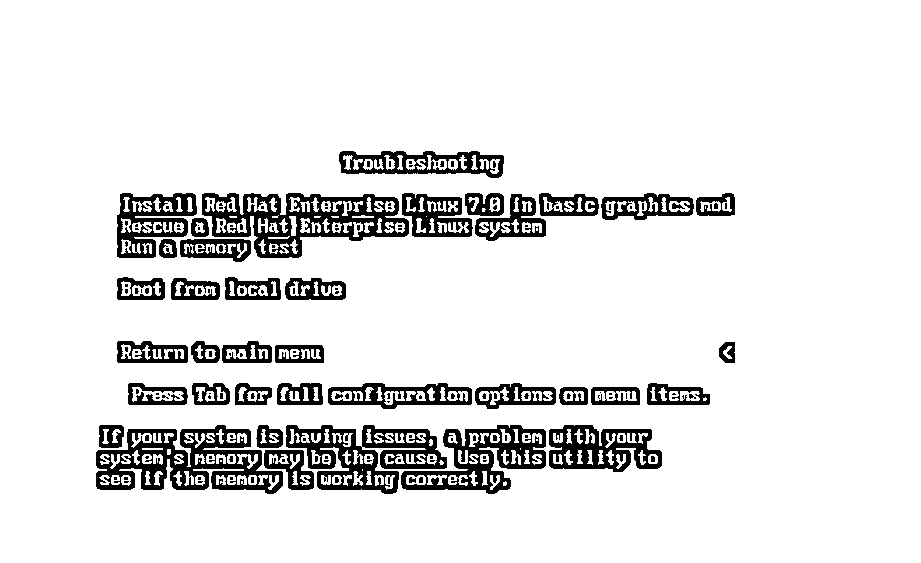 Troubleshooting
Install Red Hat Enterprise Linux 7.0 in basic graphics mod
Rescue a Red Hat Enterprise Linux system
Run a memory test
Boot from local drive
Return to main menu <
Press Tab for full configuration options on menu items.
If your system is having issues, a problem with your
system's memory may be the cause. Use this utility to
see if the memory is working correctly.